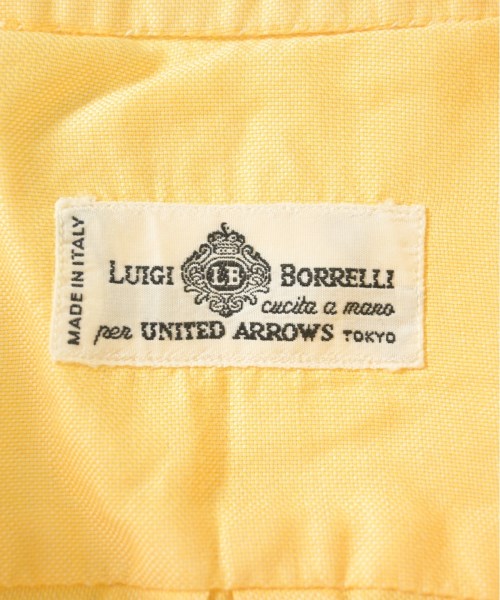 MADE IN ITALY
LUIGI LB BORRELLI
cucita a mano
per UNITED ARROWS TOKYO